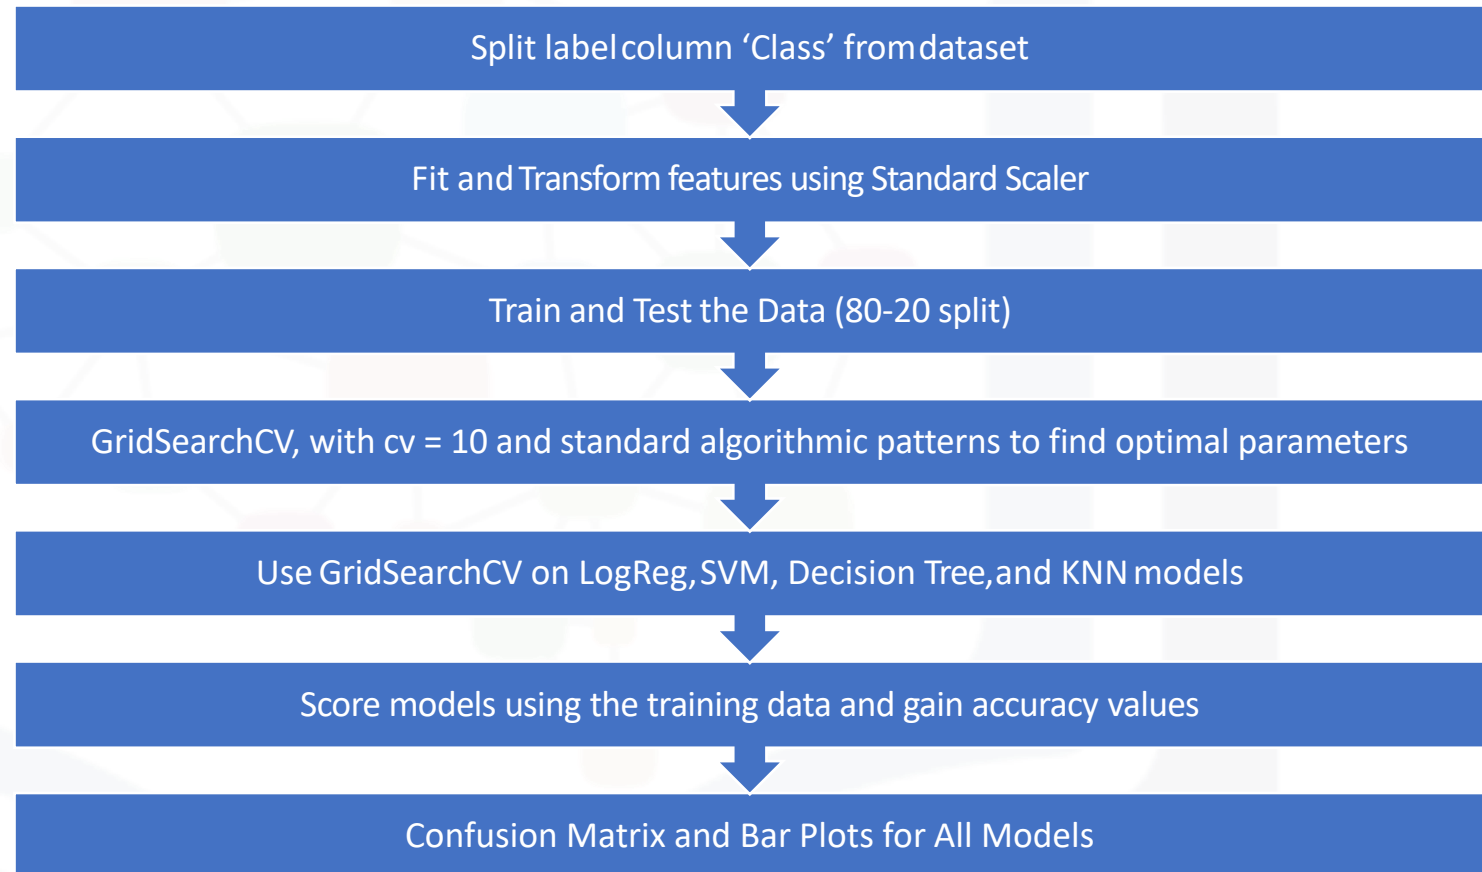 Split label column ‘Class’ from dataset
Fit and Transform features using Standard Scaler
Train and Test the Data (80-20 split)
GridSearchCV, with cv = 10 and standard algorithmic patterns to find optimal parameters
Use GridSearchCV on LogReg, SVM, Decision Tree, and KNN models
Score models using the training data and gain accuracy values
Confusion Matrix and Bar Plots for All Models